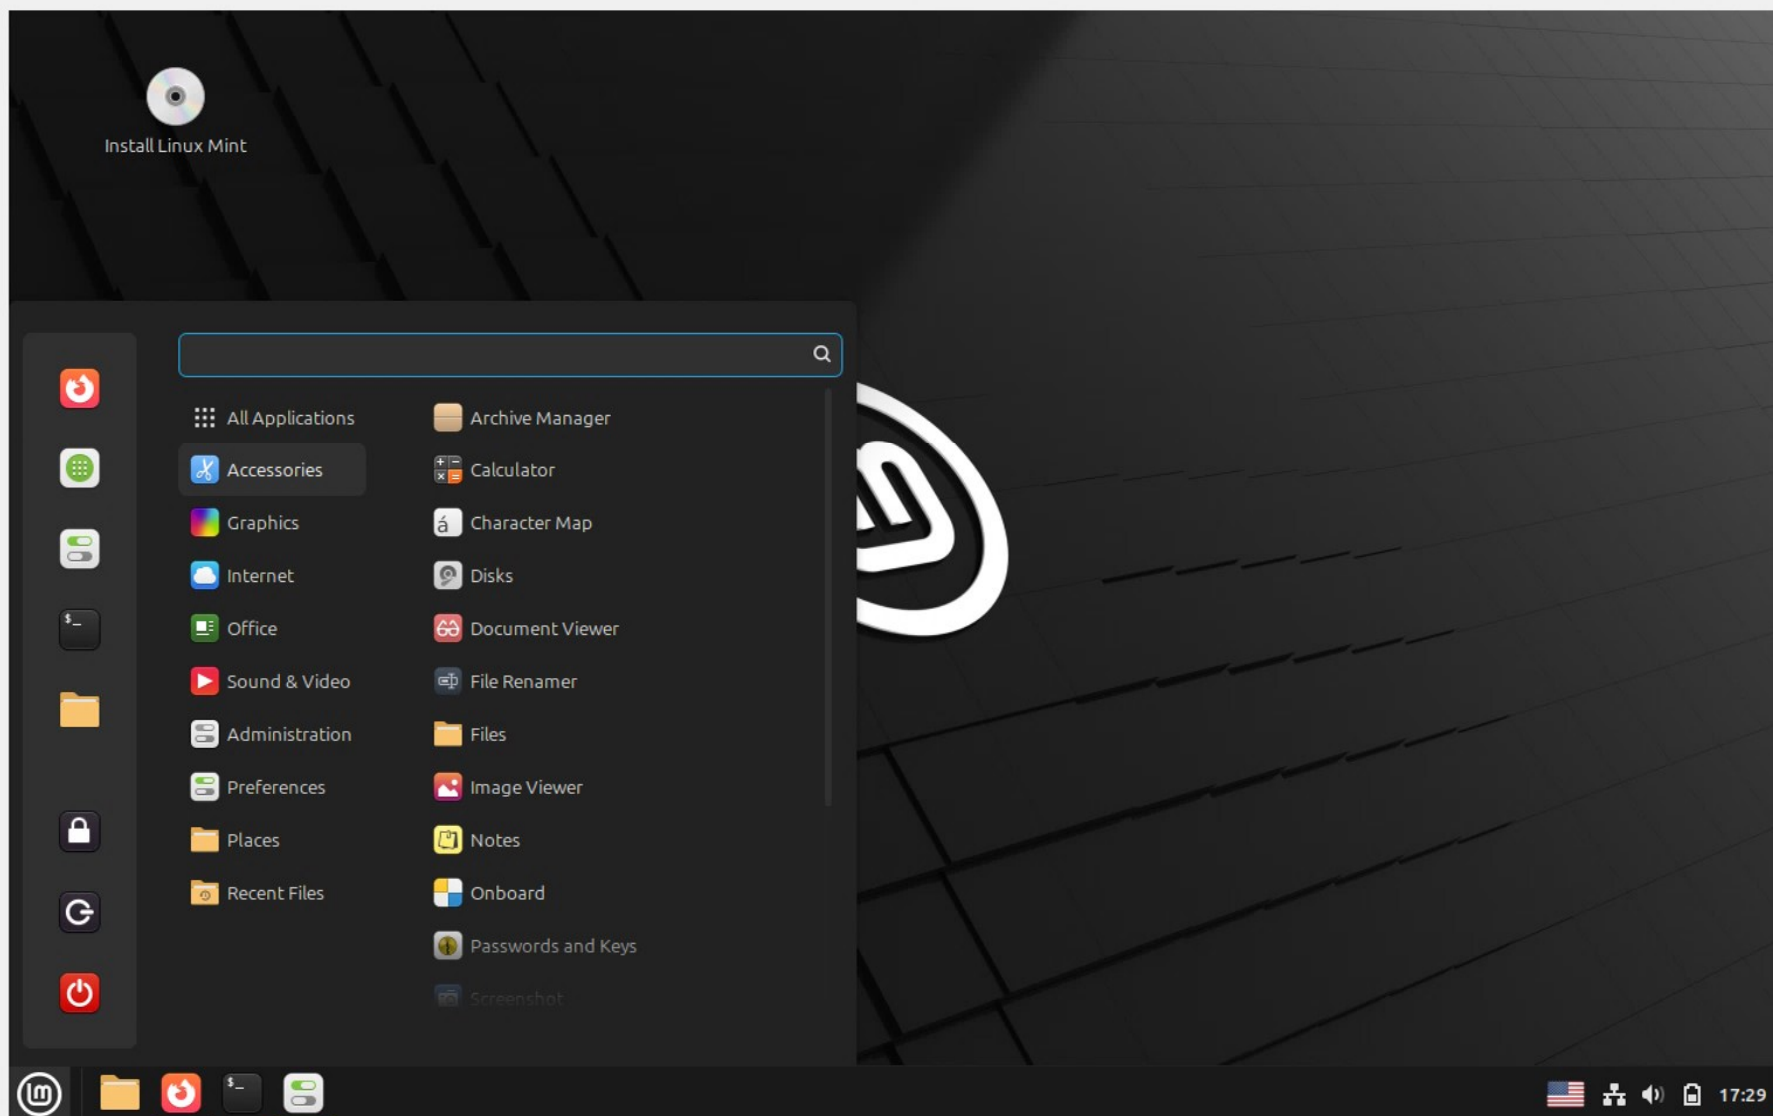 Install Linux Mint
All Applications
Accessories
Graphics
Internet
Office
Sound & Video
Administration
Preferences
Places
Recent Files
Archive Manager
Calculator
Character Map
Disks
Document Viewer
File Renamer
Files
Image Viewer
Notes
Onboard
Passwords and Keys
Screenshot
17:29